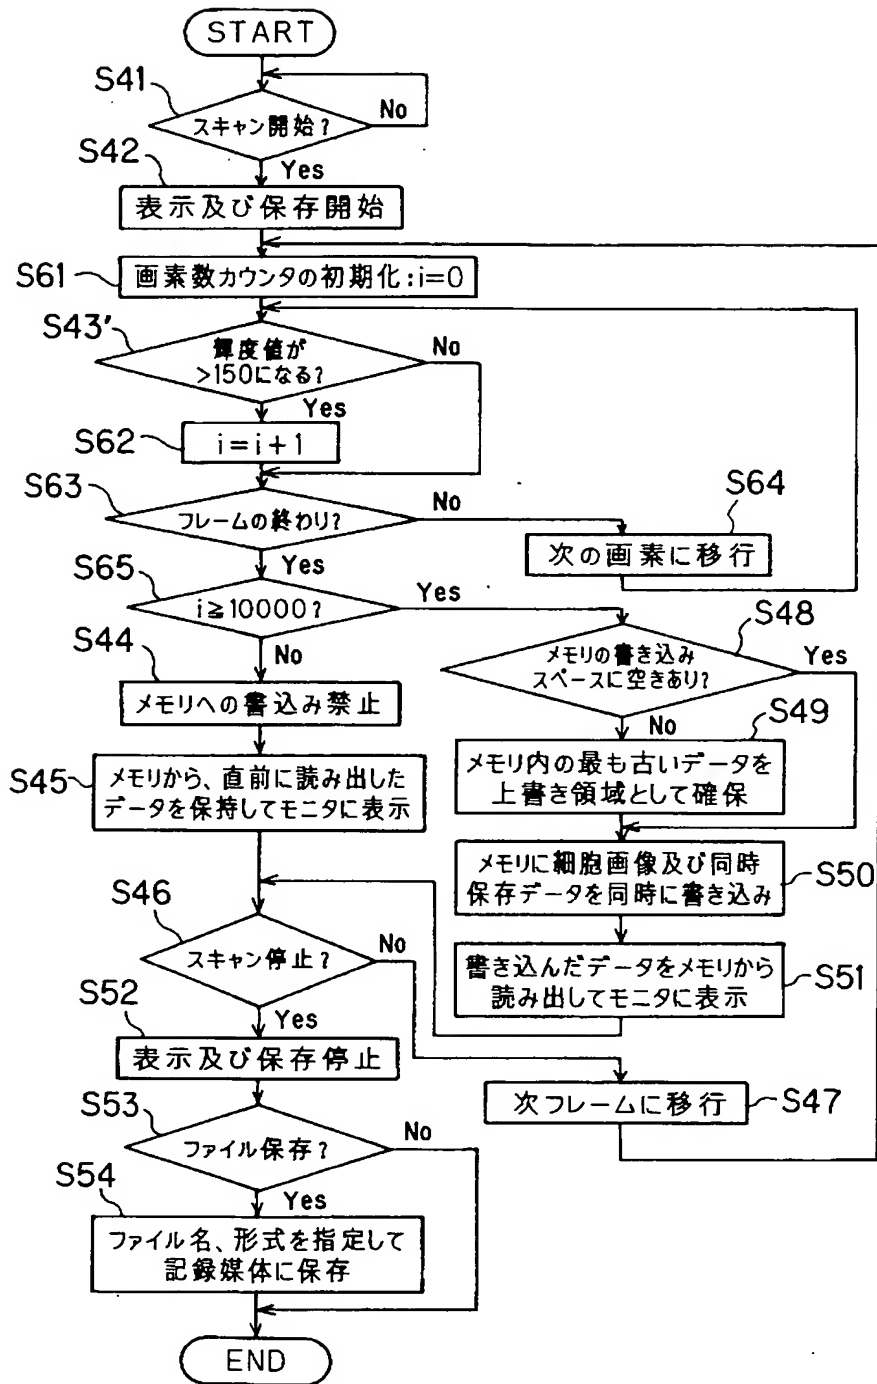 START
S41
スキャン開始?
No
Yes
S42
表示及び保存開始
S61
画素数カウンタの初期化:i=0
S43'
輝度値が
>150になる?
No
Yes
S62
i=i+1
S63
フレームの終わり?
No
Yes
S64
次の画素に移行
S65
i≧10000?
Yes
No
S48
メモリの書き込み
スペースに空きあり?
Yes
No
S44
メモリへの書込み禁止
S49
メモリ内の最も古いデータを
上書き領域として確保
S45
メモリから、直前に読み出した
データを保持してモニタに表示
メモリに細胞画像及び同時
保存データを同時に書き込み
S50
S46
スキャン停止?
No
Yes
書き込んだデータをメモリから
読み出してモニタに表示
S51
S52
表示及び保存停止
次フレームに移行
S47
S53
ファイル保存?
No
Yes
S54
ファイル名、形式を指定して
記録媒体に保存
END